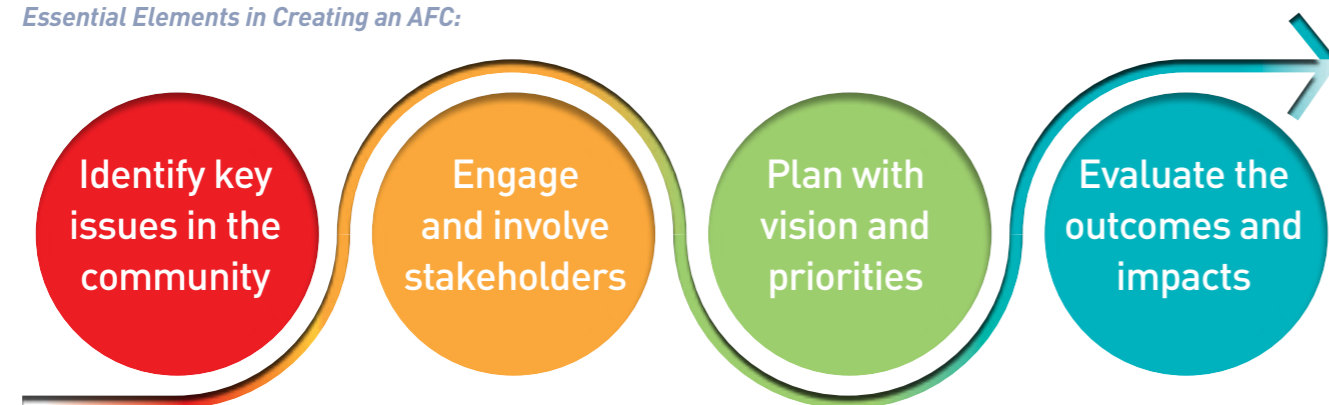 Essential Elements in Creating an AFC:
Identify key
issues in the
community
Engage
and involve
stakeholders
Plan with
vision and
priorities
Evaluate the
outcomes and
impacts